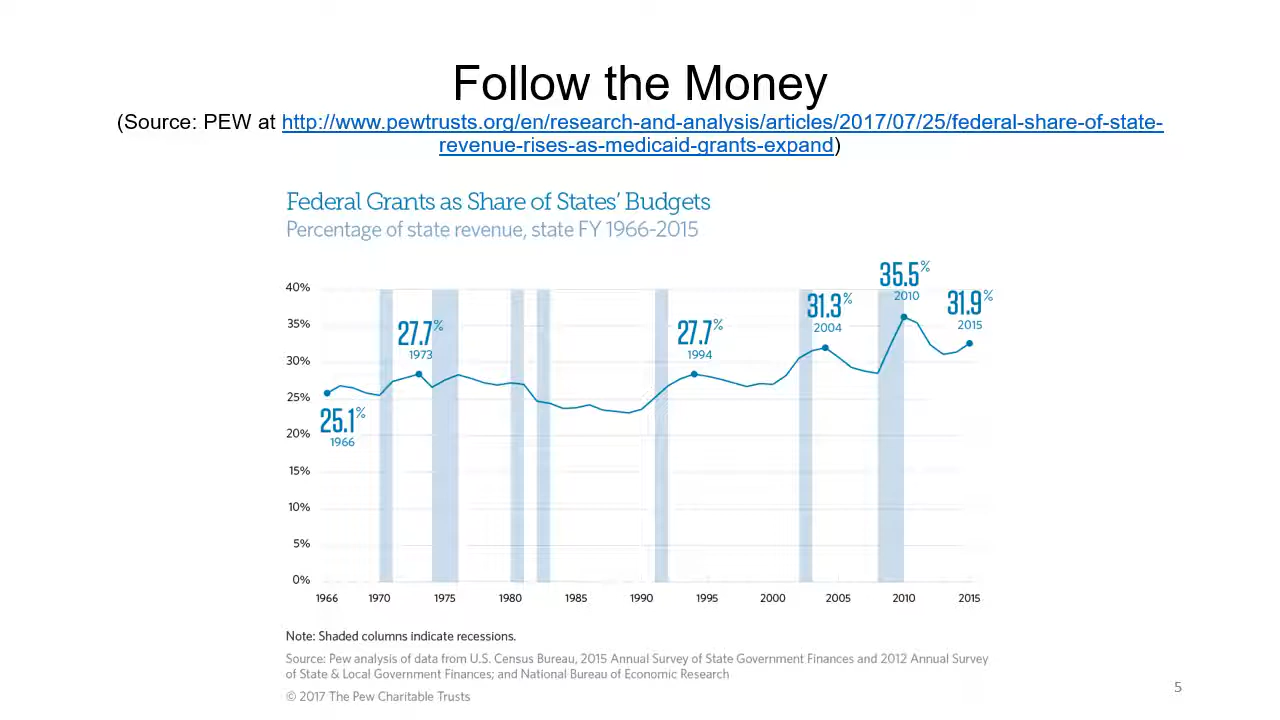 Follow the Money
(Source: PEW at http://www.pewtrusts.org/en/research-and-analysis/articles/2017/07/25/federal-share-of-state-
revenue-rises-as-medicaid-grants-expand)
Federal Grants as Share of States’ Budgets
Percentage of state revenue, state FY 1966-2015
40%
35%
30%
25%
20%
15%
10%
5%
0%
25.1%
1966
27.7%
1973
27.7%
1994
31.3%
2004
35.5%
2010
31.9%
2015
1966 1970 1975 1980 1985 1990 1995 2000 2005 2010 2015
Note: Shaded columns indicate recessions.
Source: Pew analysis of data from U.S. Census Bureau, 2015 Annual Survey of State Government Finances and 2012 Annual Survey
of State & Local Government Finances; and National Bureau of Economic Research
© 2017 The Pew Charitable Trusts
5